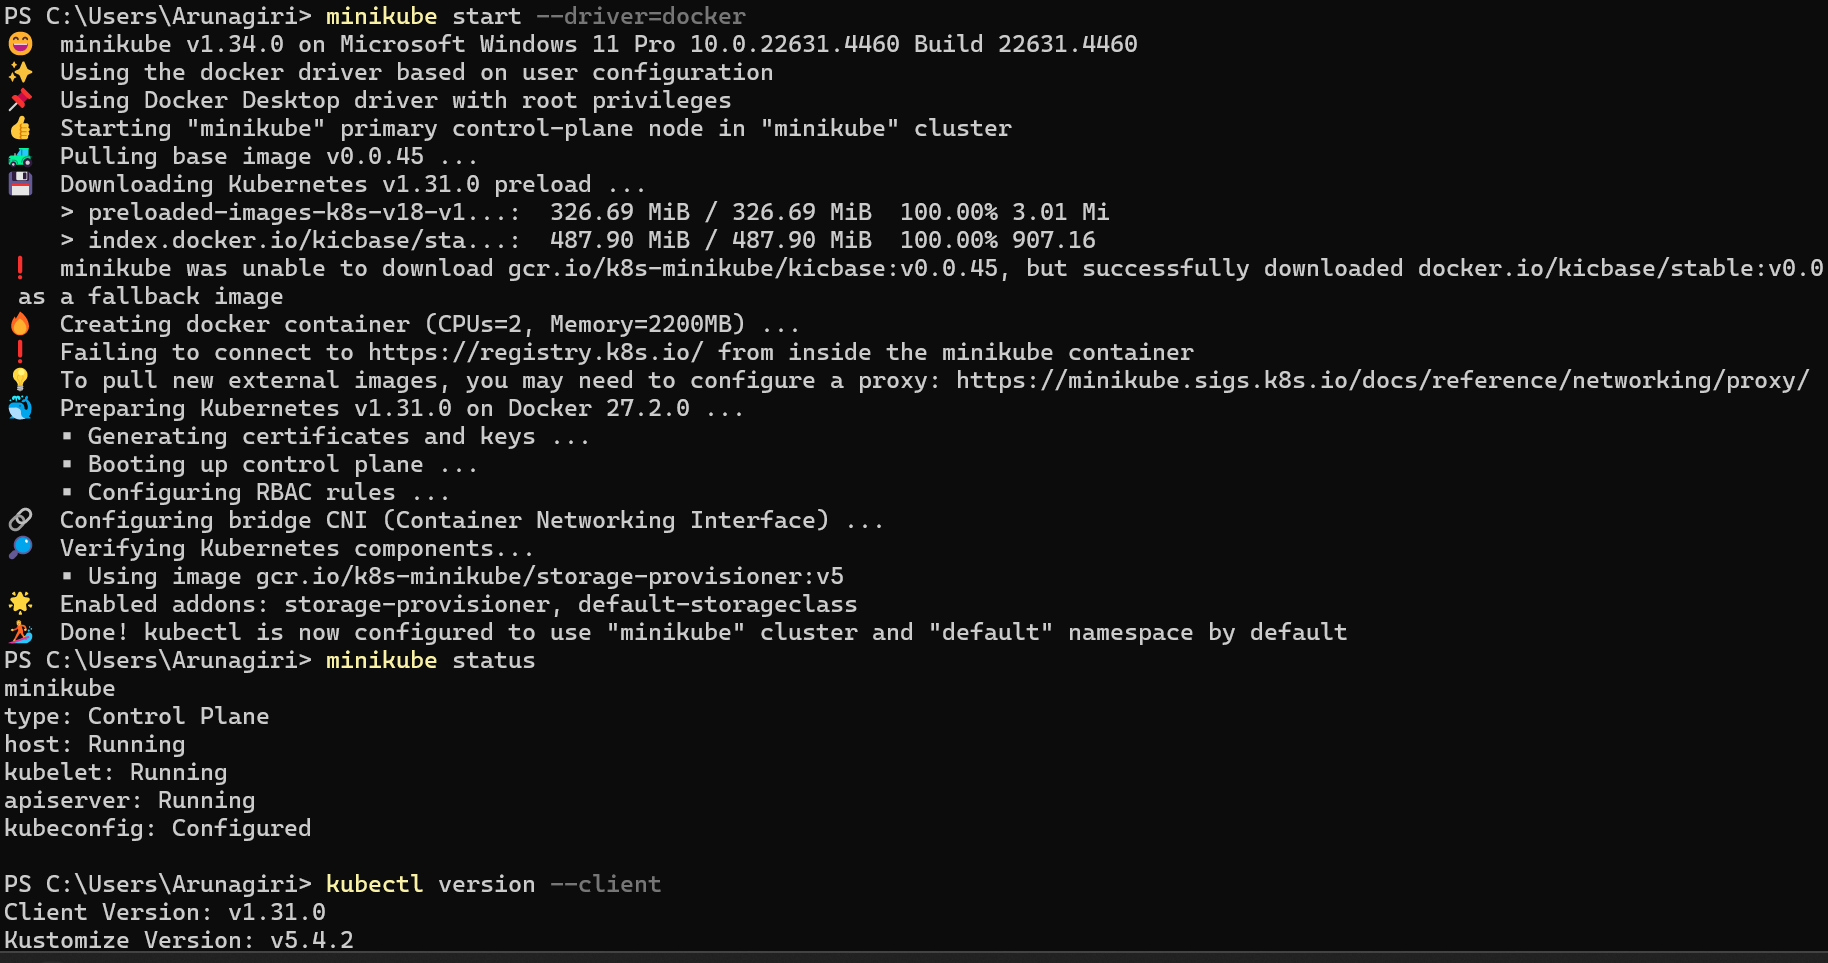 PS C:\Users\Arunagiri> minikube start --driver=docker
😄  minikube v1.34.0 on Microsoft Windows 11 Pro 10.0.22631.4460 Build 22631.4460
✨  Using the docker driver based on user configuration
📌  Using Docker Desktop driver with root privileges
👍  Starting "minikube" primary control-plane node in "minikube" cluster
🚜  Pulling base image v0.0.45 ...
💾  Downloading Kubernetes v1.31.0 preload ...
    > preloaded-images-k8s-v18-v1...:  326.69 MiB / 326.69 MiB  100.00% 3.01 Mi
    > index.docker.io/kicbase/sta...:  487.90 MiB / 487.90 MiB  100.00% 907.16
❗  minikube was unable to download gcr.io/k8s-minikube/kicbase:v0.0.45, but successfully downloaded docker.io/kicbase/stable:v0.0
 as a fallback image
🔥  Creating docker container (CPUs=2, Memory=2200MB) ...
❗  Failing to connect to https://registry.k8s.io/ from inside the minikube container
💡  To pull new external images, you may need to configure a proxy: https://minikube.sigs.k8s.io/docs/reference/networking/proxy/
🐳  Preparing Kubernetes v1.31.0 on Docker 27.2.0 ...
    ▪ Generating certificates and keys ...
    ▪ Booting up control plane ...
    ▪ Configuring RBAC rules ...
🔗  Configuring bridge CNI (Container Networking Interface) ...
🔎  Verifying Kubernetes components...
    ▪ Using image gcr.io/k8s-minikube/storage-provisioner:v5
🌟  Enabled addons: storage-provisioner, default-storageclass
🏄  Done! kubectl is now configured to use "minikube" cluster and "default" namespace by default
PS C:\Users\Arunagiri> minikube status
minikube
type: Control Plane
host: Running
kubelet: Running
apiserver: Running
kubeconfig: Configured
PS C:\Users\Arunagiri> kubectl version --client
Client Version: v1.31.0
Kustomize Version: v5.4.2